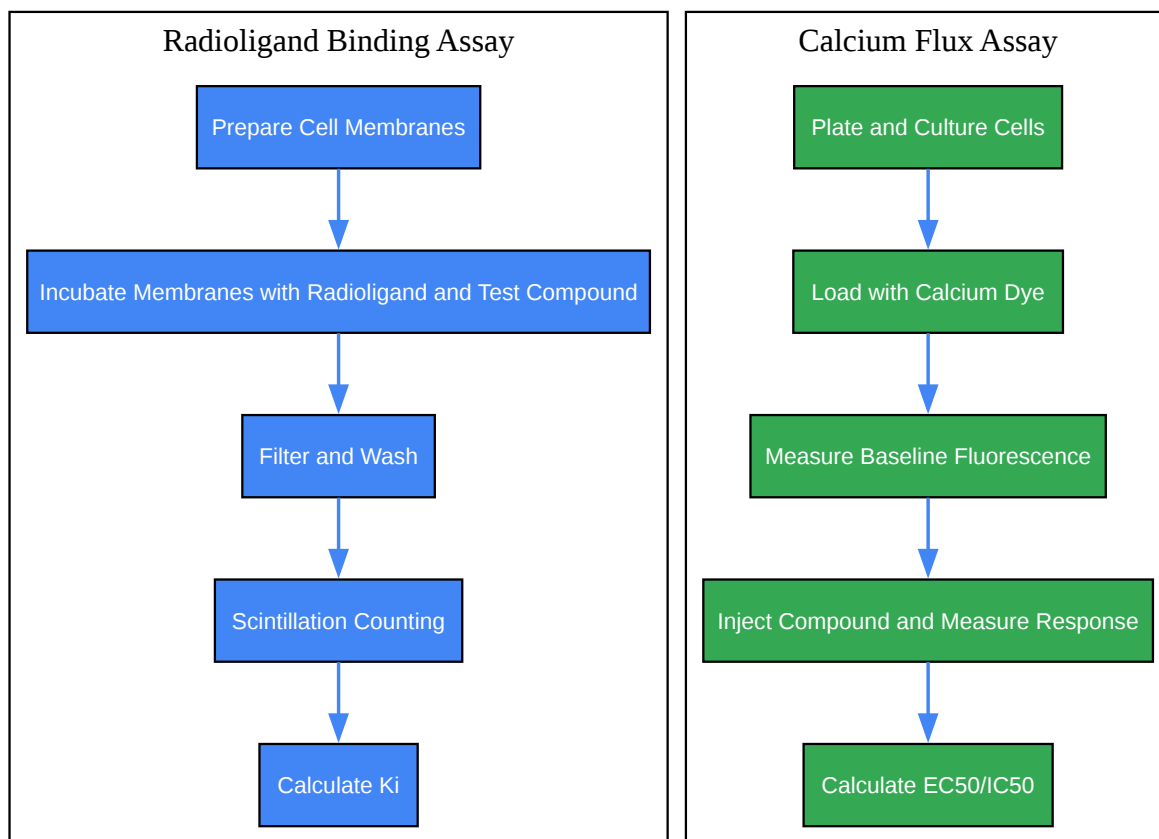 Radioligand Binding Assay
Prepare Cell Membranes
Incubate Membranes with Radioligand and Test Compound
Filter and Wash
Scintillation Counting
Calculate Ki
Calcium Flux Assay
Plate and Culture Cells
Load with Calcium Dye
Measure Baseline Fluorescence
Inject Compound and Measure Response
Calculate EC50/IC50